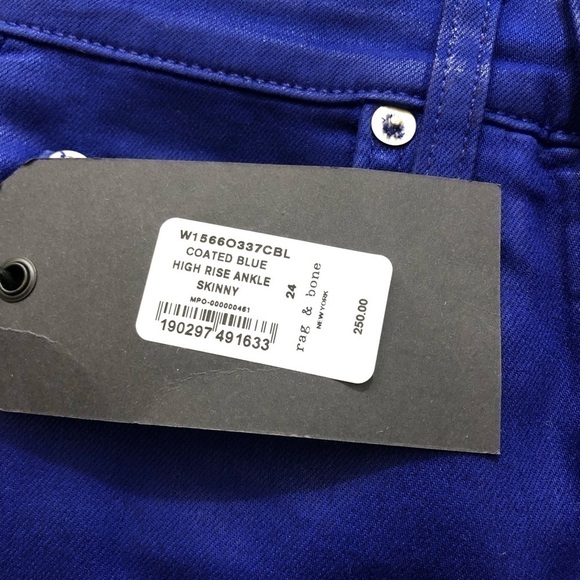 W1566O337CBL
COATED BLUE
HIGH RISE ANKLE
SKINNY
MPO-000000461
190297 491633
24
rag & bone
NEW YORK
250.00